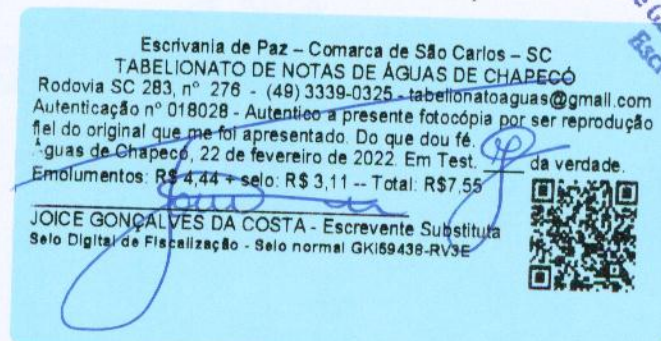 Escrivania de Paz – Comarca de São Carlos – SC
TABELIONATO DE NOTAS DE ÁGUAS DE CHAPECÓ
Rodovia SC 283, nº 276 - (49) 3339-0325 - tabelionatoaguas@gmail.com
Autenticação nº 018028 - Autentico a presente fotocópia por ser reprodução
fiel do original que me foi apresentado. Do que dou fé.
Águas de Chapecó, 22 de fevereiro de 2022. Em Test. ___ da verdade.
Emolumentos: R$ 4,44 + selo: R$ 3,11 -- Total: R$7,55
JOICE GONÇALVES DA COSTA - Escrevente Substituta
Selo Digital de Fiscalização - Selo normal GKI59438-RV3E